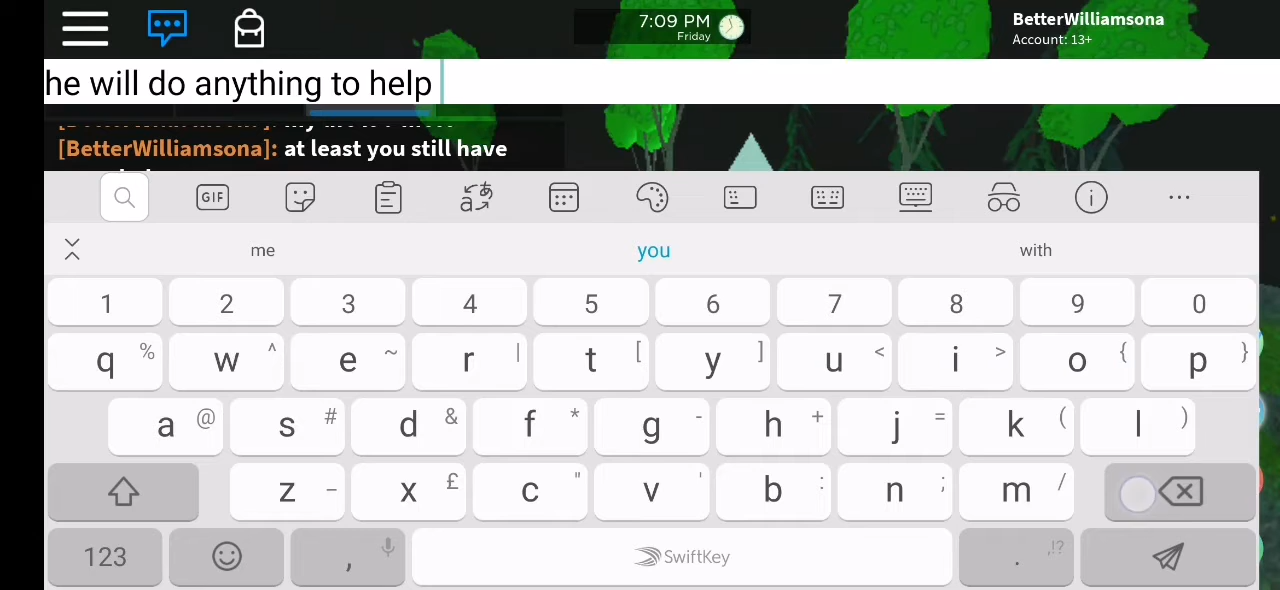 7:09 PM
Friday
BetterWilliamsona
Account: 13+
he will do anything to help
[BetterWilliamsona]: at least you still have
GIF
me you with
1 2 3 4 5 6 7 8 9 0
q % w ^ e ~ r | t [ y ] u < i > o { p }
a @ s # d & f * g - h + j = k ( l )
z _ x £ c " v ' b : n ; m /
123 , SwiftKey . ,!?